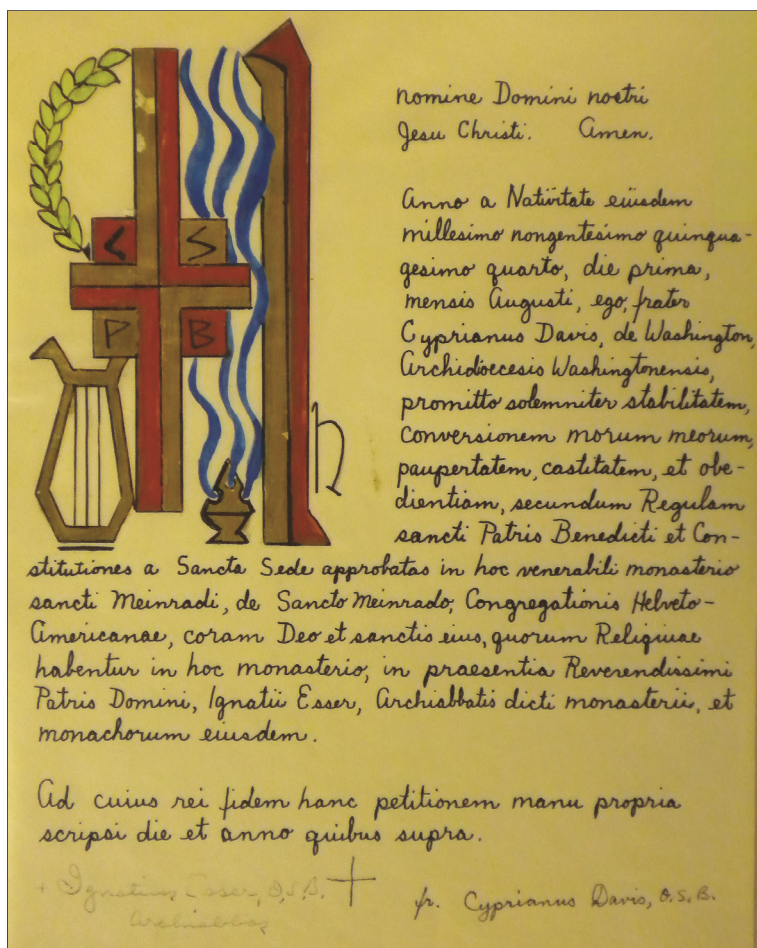 C S
P B
In
nomine Domini nostri
Jesu Christi. Amen.
Anno a Nativitate eiusdem
millesimo nongentesimo quinqua-
gesimo quarto, die prima,
mensis Augusti, ego, frater
Cyprianus Davis, de Washington,
Archidioecesis Washingtonensis,
promitto solemniter stabilitatem,
conversionem morum meorum,
paupertatem, castitatem, et obe-
dientiam, secundum Regulam
sancti Patris Benedicti et Con-
stitutiones a Sancta Sede approbatas in hoc venerabili monasterio
sancti Meinradi, de Sancto Meinrado, Congregationis Helveto-
Americanae, coram Deo et sanctis eius, quorum Reliquiae
habentur in hoc monasterio, in praesentia Reverendissimi
Patris Domini, Ignatii Esser, Archiabbatis dicti monasterii, et
monachorum eiusdem.
Ad cuius rei fidem hanc petitionem manu propria
scripsi die et anno quibus supra.
+ Ignatius Esser, O.S.B.
Archiabbas
fr. Cyprianus Davis, O.S.B.